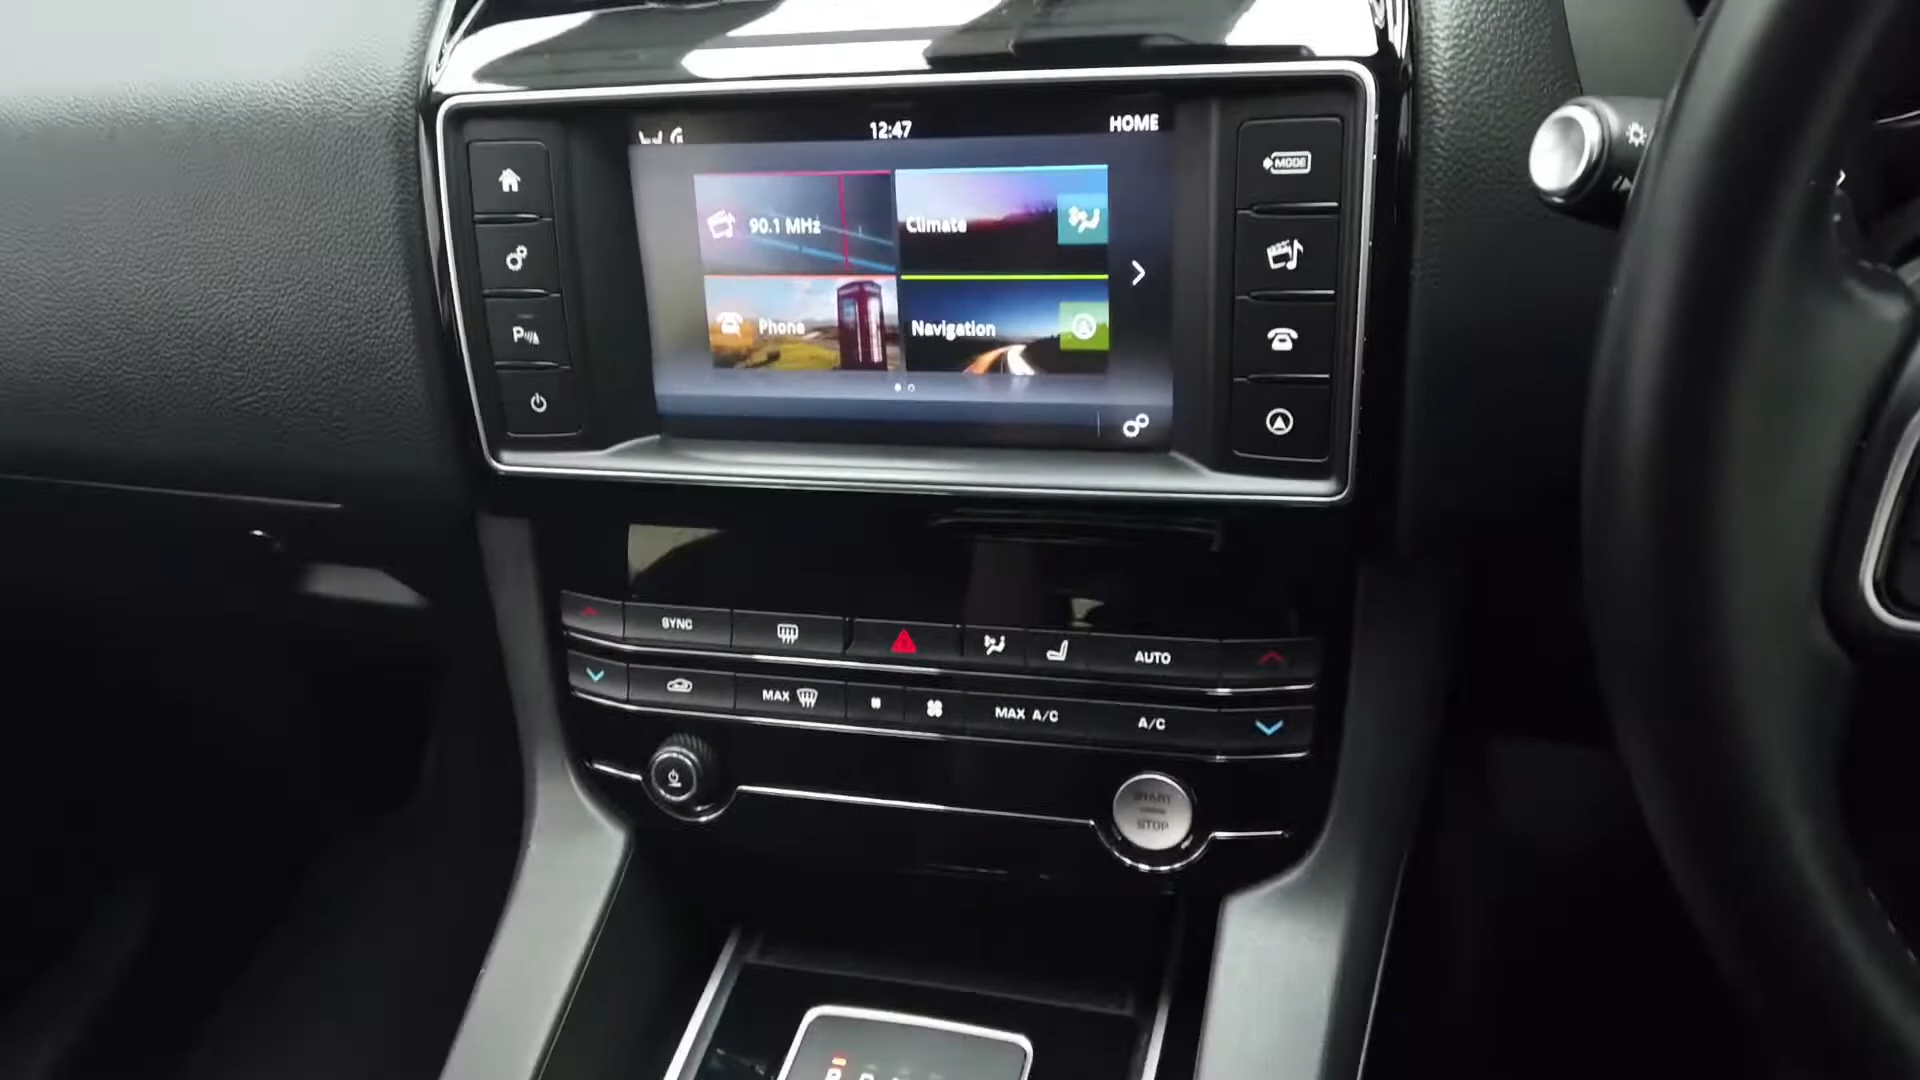 12:47
HOME
90.1 MHz
Climate
Phone
Navigation
MODE
P
SYNC
AUTO
MAX
MAX A/C
A/C
START
STOP